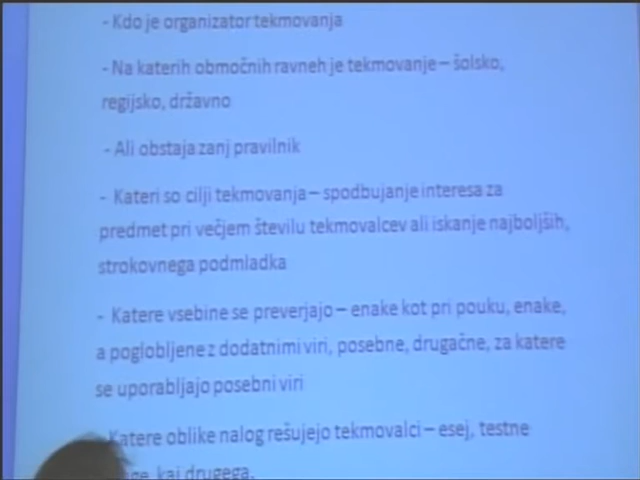 - Kdo je organizator tekmovanja
- Na katerih območnih ravneh je tekmovanje – šolsko,
regijsko, državno
- Ali obstaja zanj pravilnik
- Kateri so cilji tekmovanja – spodbujanje interesa za
predmet pri večjem številu tekmovalcev ali iskanje najboljših,
strokovnega podmladka
- Katere vsebine se preverjajo – enake kot pri pouku, enake,
a poglobljene z dodatnimi viri, posebne, drugačne, za katere
se uporabljajo posebni viri
Katere oblike nalog rešujejo tekmovalci – esej, testne
kaj drugega.